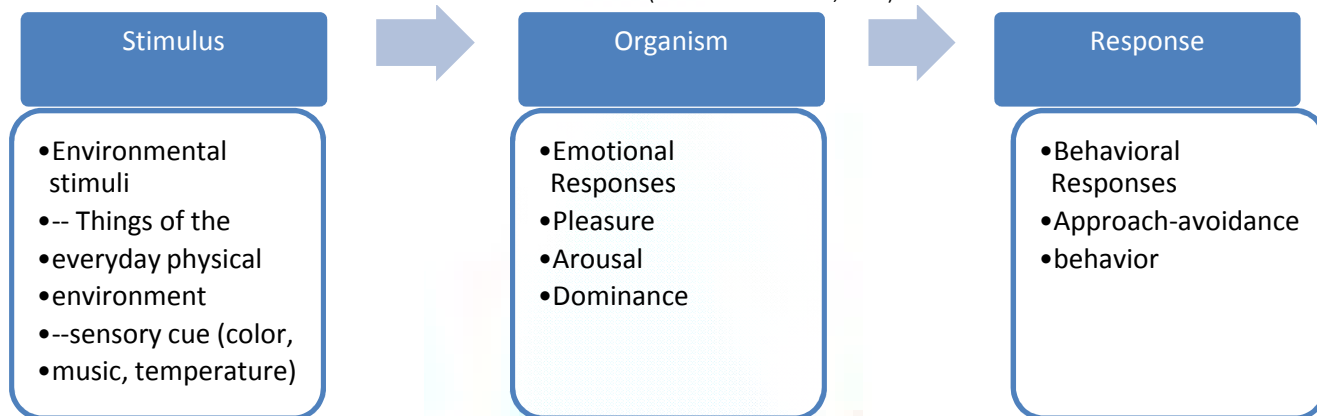 Stimulus
Organism
Response
•Environmental
stimuli
•-- Things of the
•everyday physical
•environment
•--sensory cue (color,
•music, temperature)
•Emotional
Responses
•Pleasure
•Arousal
•Dominance
•Behavioral
Responses
•Approach-avoidance
•behavior